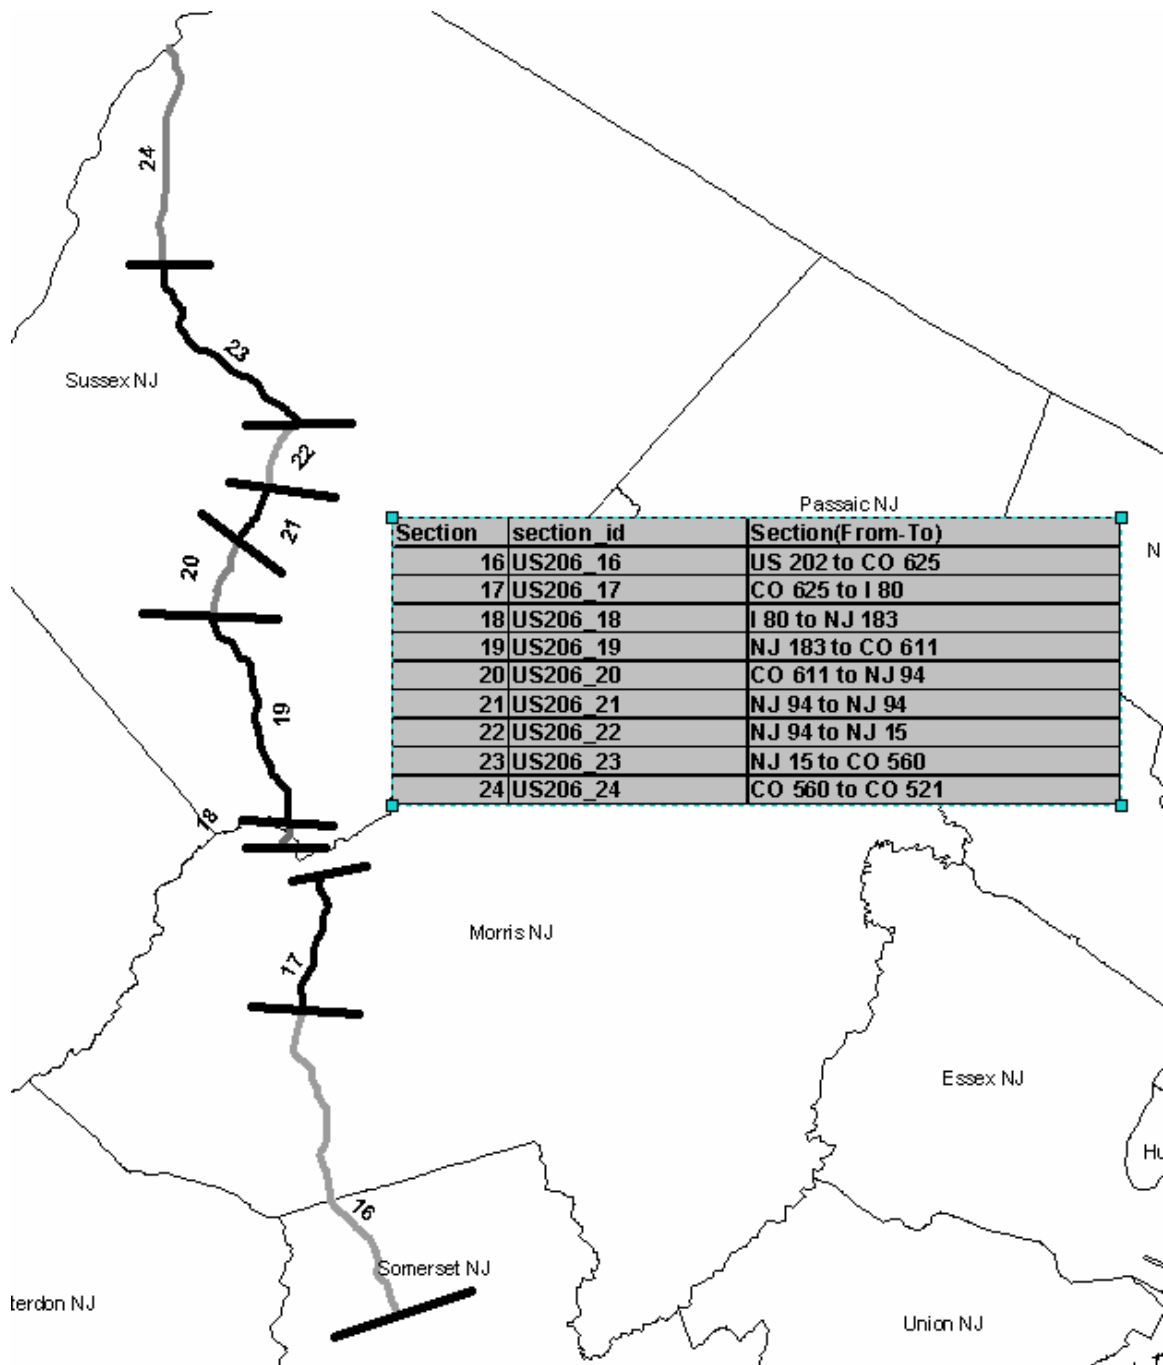 24
23
Sussex NJ
22
21
20
Passaic NJ
N
Section section_id Section(From-To)
16 US206_16 US 202 to CO 625
17 US206_17 CO 625 to I 80
18 US206_18 I 80 to NJ 183
19 US206_19 NJ 183 to CO 611
20 US206_20 CO 611 to NJ 94
21 US206_21 NJ 94 to NJ 94
22 US206_22 NJ 94 to NJ 15
23 US206_23 NJ 15 to CO 560
24 US206_24 CO 560 to CO 521
19
18
Morris NJ
17
Essex NJ
Hu
16
Somerset NJ
terdon NJ
Union NJ